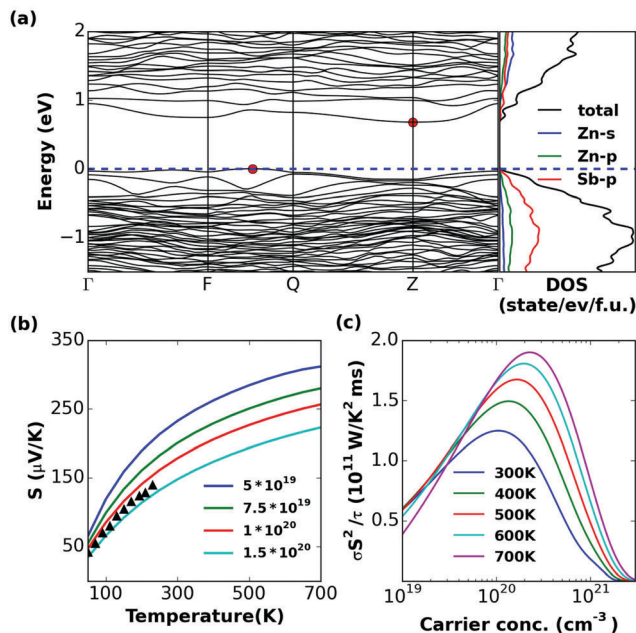 (a)
2
1
0
−1
Energy (eV)
Γ
F
Q
Z
Γ
total
Zn-s
Zn-p
Sb-p
DOS
(state/ev/f.u.)
(b)
350
250
150
50
S (μV/K)
5*10^19
7.5*10^19
1*10^20
1.5*10^20
100 300 500 700
Temperature(K)
(c)
2.0
1.5
1.0
0.5
σS²/τ (10^11 W/K² ms)
300K
400K
500K
600K
700K
10^19 10^20 10^21
Carrier conc. (cm⁻³)